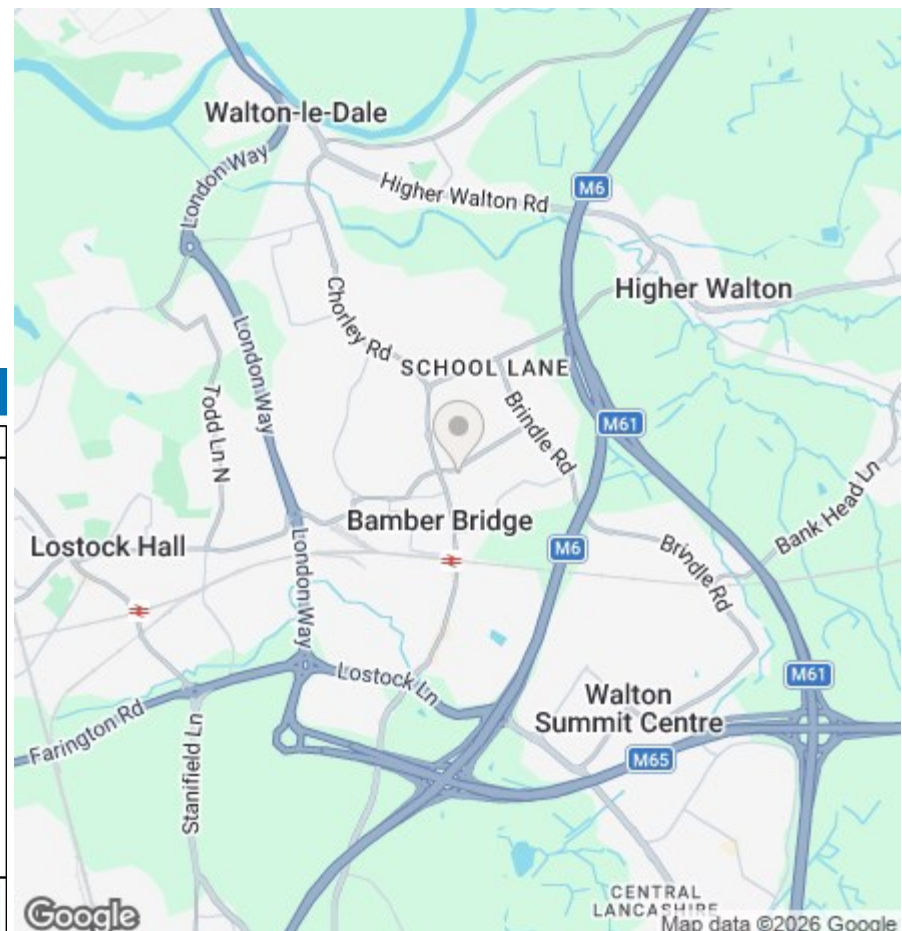 Walton-le-Dale
London Way
Higher Walton Rd
M6
Higher Walton
Chorley Rd
SCHOOL LANE
London Way
Todd Ln N
Brindle Rd
M61
Bank Head Ln
Bamber Bridge
Lostock Hall
M6
Brindle Rd
London Way
Lostock Ln
M61
Walton
Summit Centre
Farington Rd
Stanifield Ln
M65
CENTRAL
LANCASHIRE
Google
Map data ©2026 Google